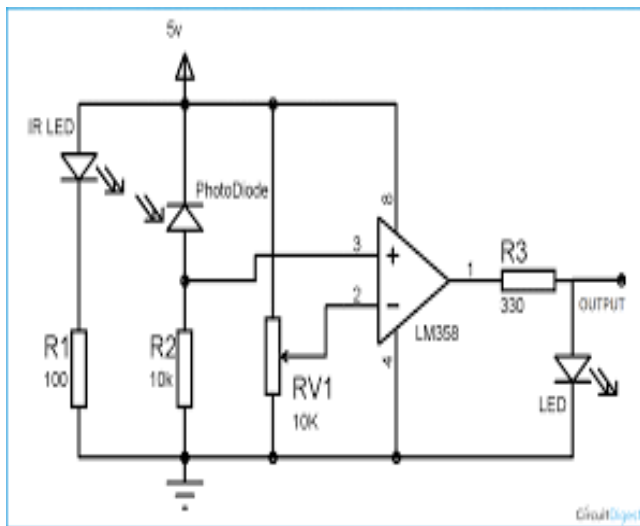 5v
IR LED
PhotoDiode
8
3
+
2
-
1
4
LM358
R1
100
R2
10k
RV1
10K
R3
330
OUTPUT
LED
CircuitDigest